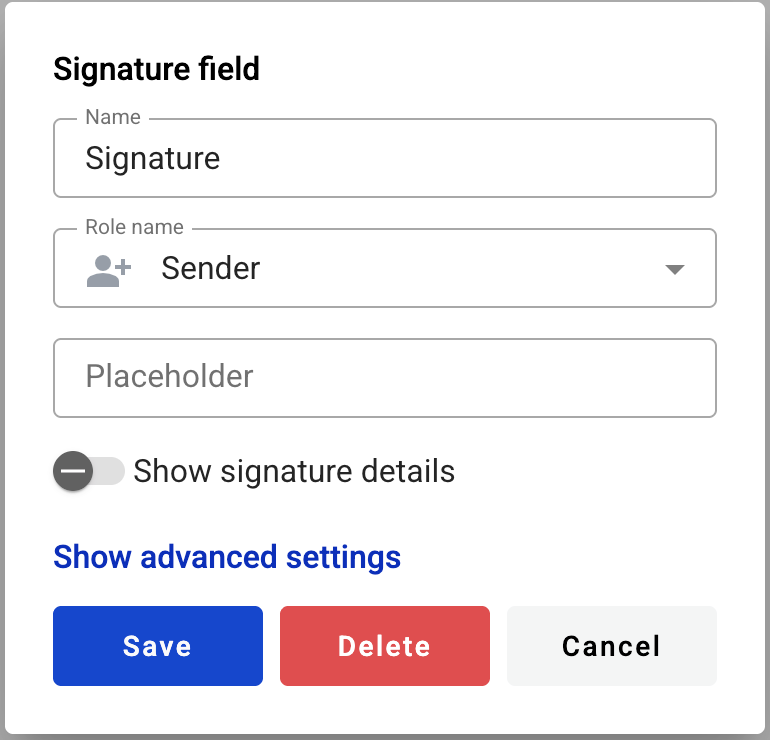 Signature field
Name
Signature
Role name
Sender
Placeholder
Show signature details
Show advanced settings
Save Delete Cancel